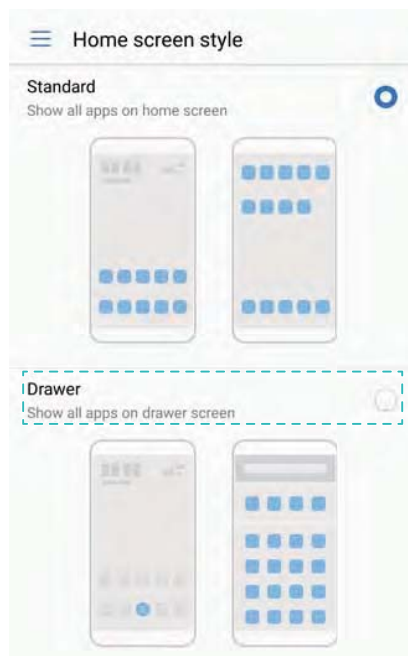 Home screen style
Standard
Show all apps on home screen
Drawer
Show all apps on drawer screen